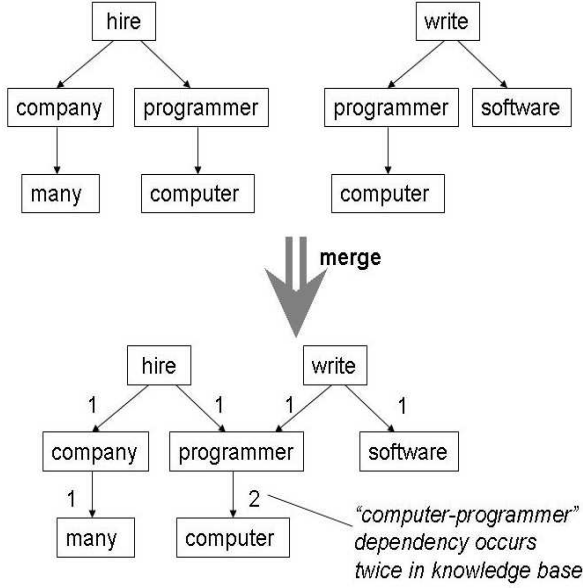 hire write
company programmer programmer software
many computer computer
merge
hire write
1 1 1 1
company programmer software
1 2
many computer
"computer-programmer"
dependency occurs
twice in knowledge base